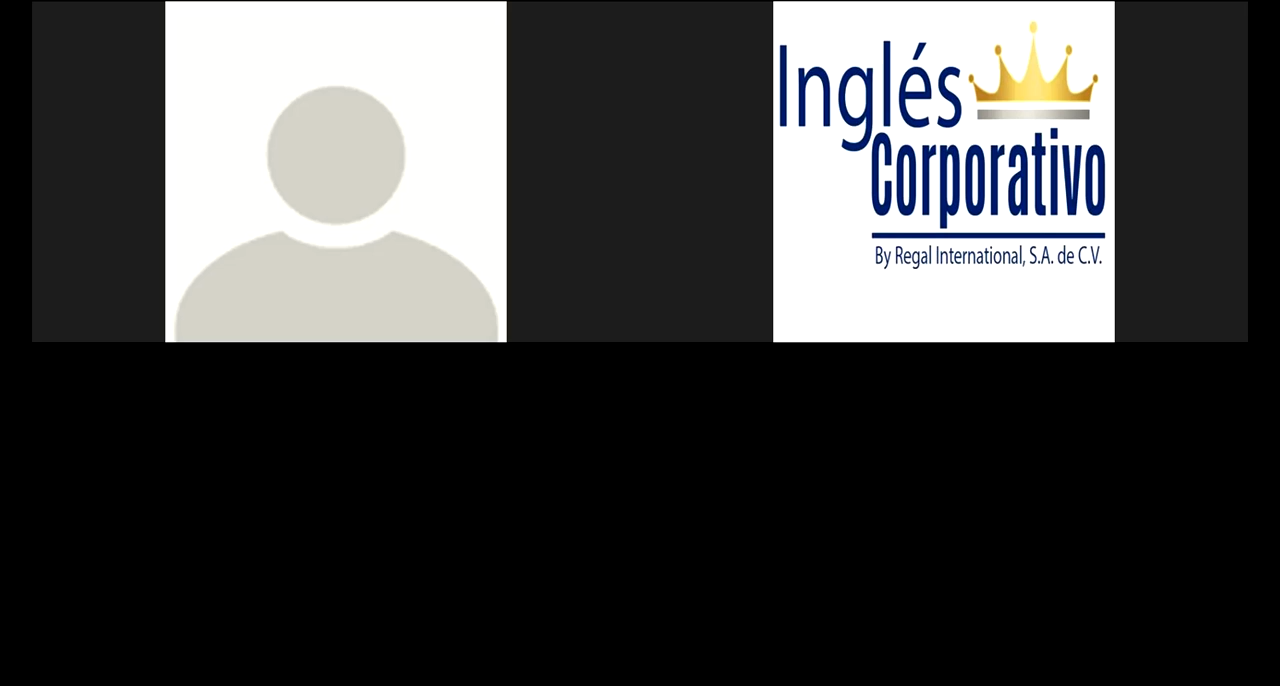 Inglés
Corporativo
By Regal International, S.A. de C.V.